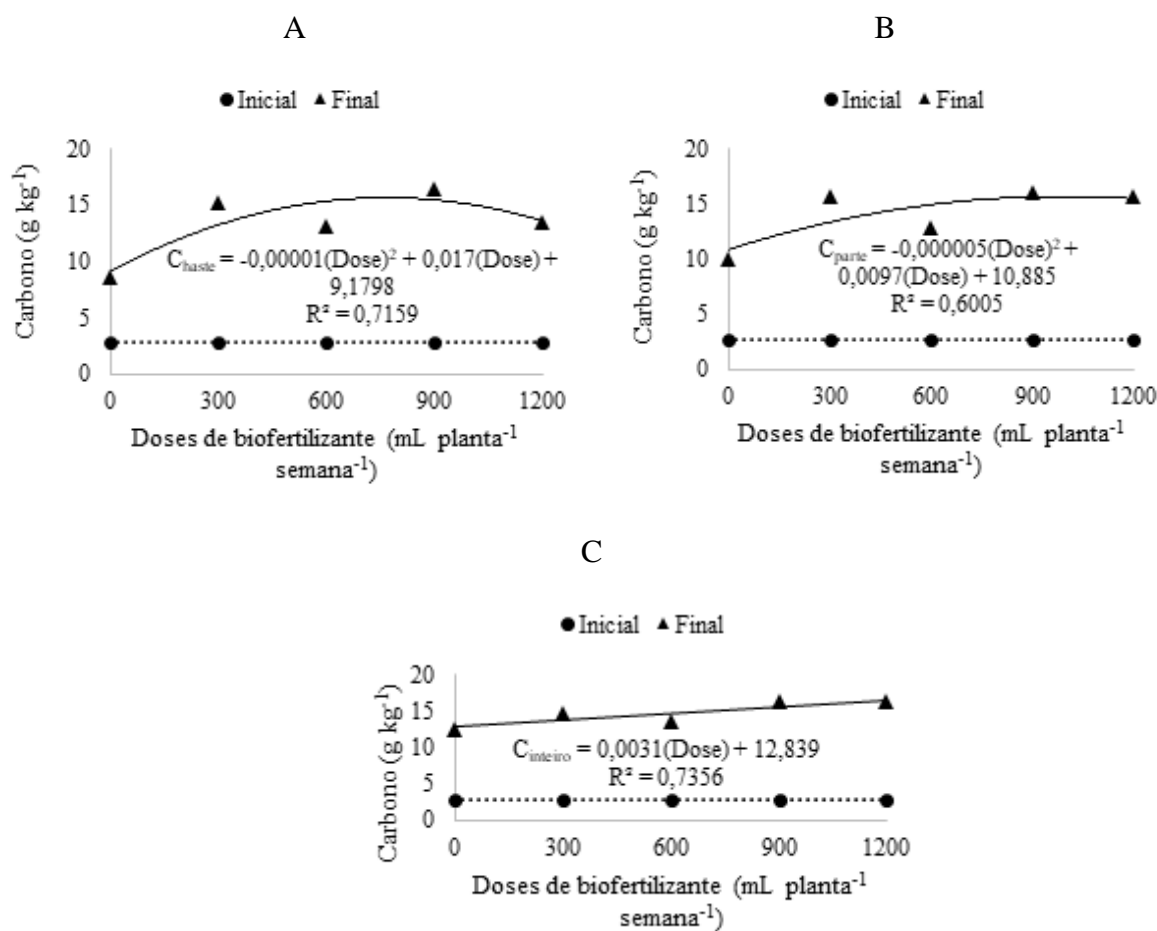 A
● Inicial ▲ Final
Carbono (g kg⁻¹)
20
15
10
5
0
C_haste = -0,00001(Dose)² + 0,017(Dose) +
9,1798
R² = 0,7159
0 300 600 900 1200
Doses de biofertilizante (mL planta⁻¹
semana⁻¹)
B
● Inicial ▲ Final
Carbono (g kg⁻¹)
20
15
10
5
0
C_parte = -0,000005(Dose)² +
0,0097(Dose) + 10,885
R² = 0,6005
0 300 600 900 1200
Doses de biofertilizante (mL planta⁻¹
semana⁻¹)
C
● Inicial ▲ Final
Carbono (g kg⁻¹)
20
15
10
5
0
C_inteiro = 0,0031(Dose) + 12,839
R² = 0,7356
0 300 600 900 1200
Doses de biofertilizante (mL planta⁻¹
semana⁻¹)